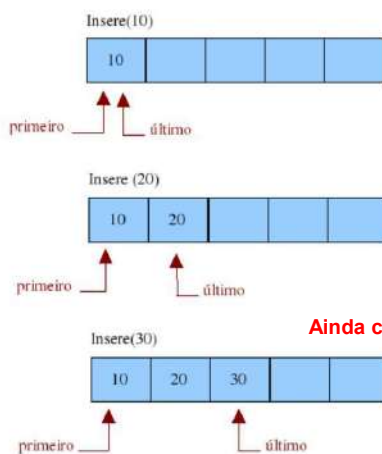 Insere(10)
10
primeiro último
Insere (20)
10 20
primeiro último
Ainda c
Insere(30)
10 20 30
primeiro último